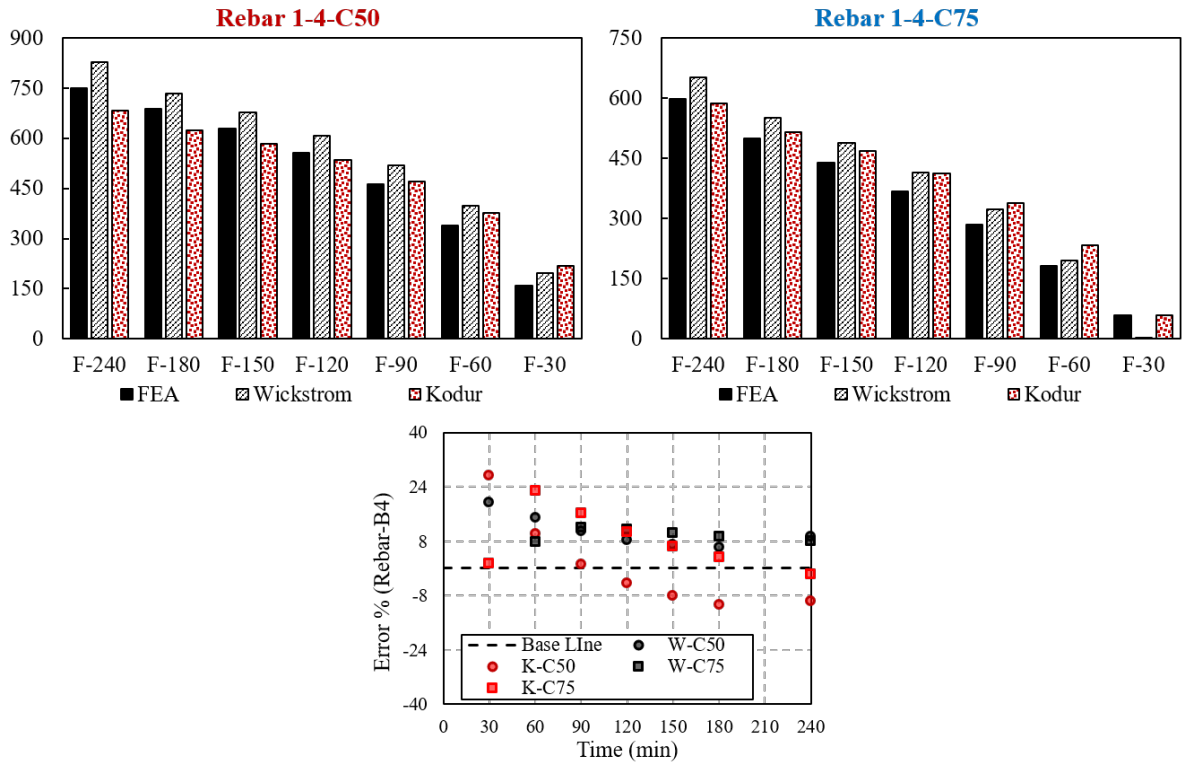 Rebar 1-4-C50
900
750
600
450
300
150
0
F-240 F-180 F-150 F-120 F-90 F-60 F-30
FEA Wickstrom Kodur
Rebar 1-4-C75
750
600
450
300
150
0
F-240 F-180 F-150 F-120 F-90 F-60 F-30
FEA Wickstrom Kodur
Error % (Rebar-B4)
40
24
8
-8
-24
-40
Base LIne W-C50
K-C50 W-C75
K-C75
0 30 60 90 120 150 180 210 240
Time (min)